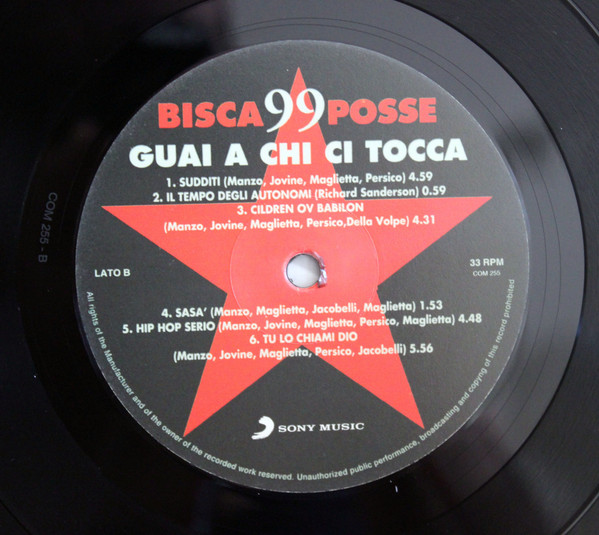 BISCA 99 POSSE
GUAI A CHI CI TOCCA
1. SUDDITI (Manzo, Jovine, Maglietta, Persico) 4.59
2. IL TEMPO DEGLI AUTONOMI (Richard Sanderson) 0.59
3. CILDREN OV BABILON
(Manzo, Jovine, Maglietta, Persico,Della Volpe) 4.31
LATO B
33 RPM
COM 255
4. SASA' (Manzo, Maglietta, Jacobelli, Maglietta) 1.53
5. HIP HOP SERIO (Manzo, Jovine, Maglietta, Persico, Maglietta) 4.48
6. TU LO CHIAMI DIO
(Manzo, Jovine, Maglietta, Persico, Jacobelli) 5.56
SONY MUSIC
All rights of the Manufacturer and of the owner of the recorded work reserved. Unauthorized public performance, broadcasting and copyng of this record prohibited
COM 255 - B